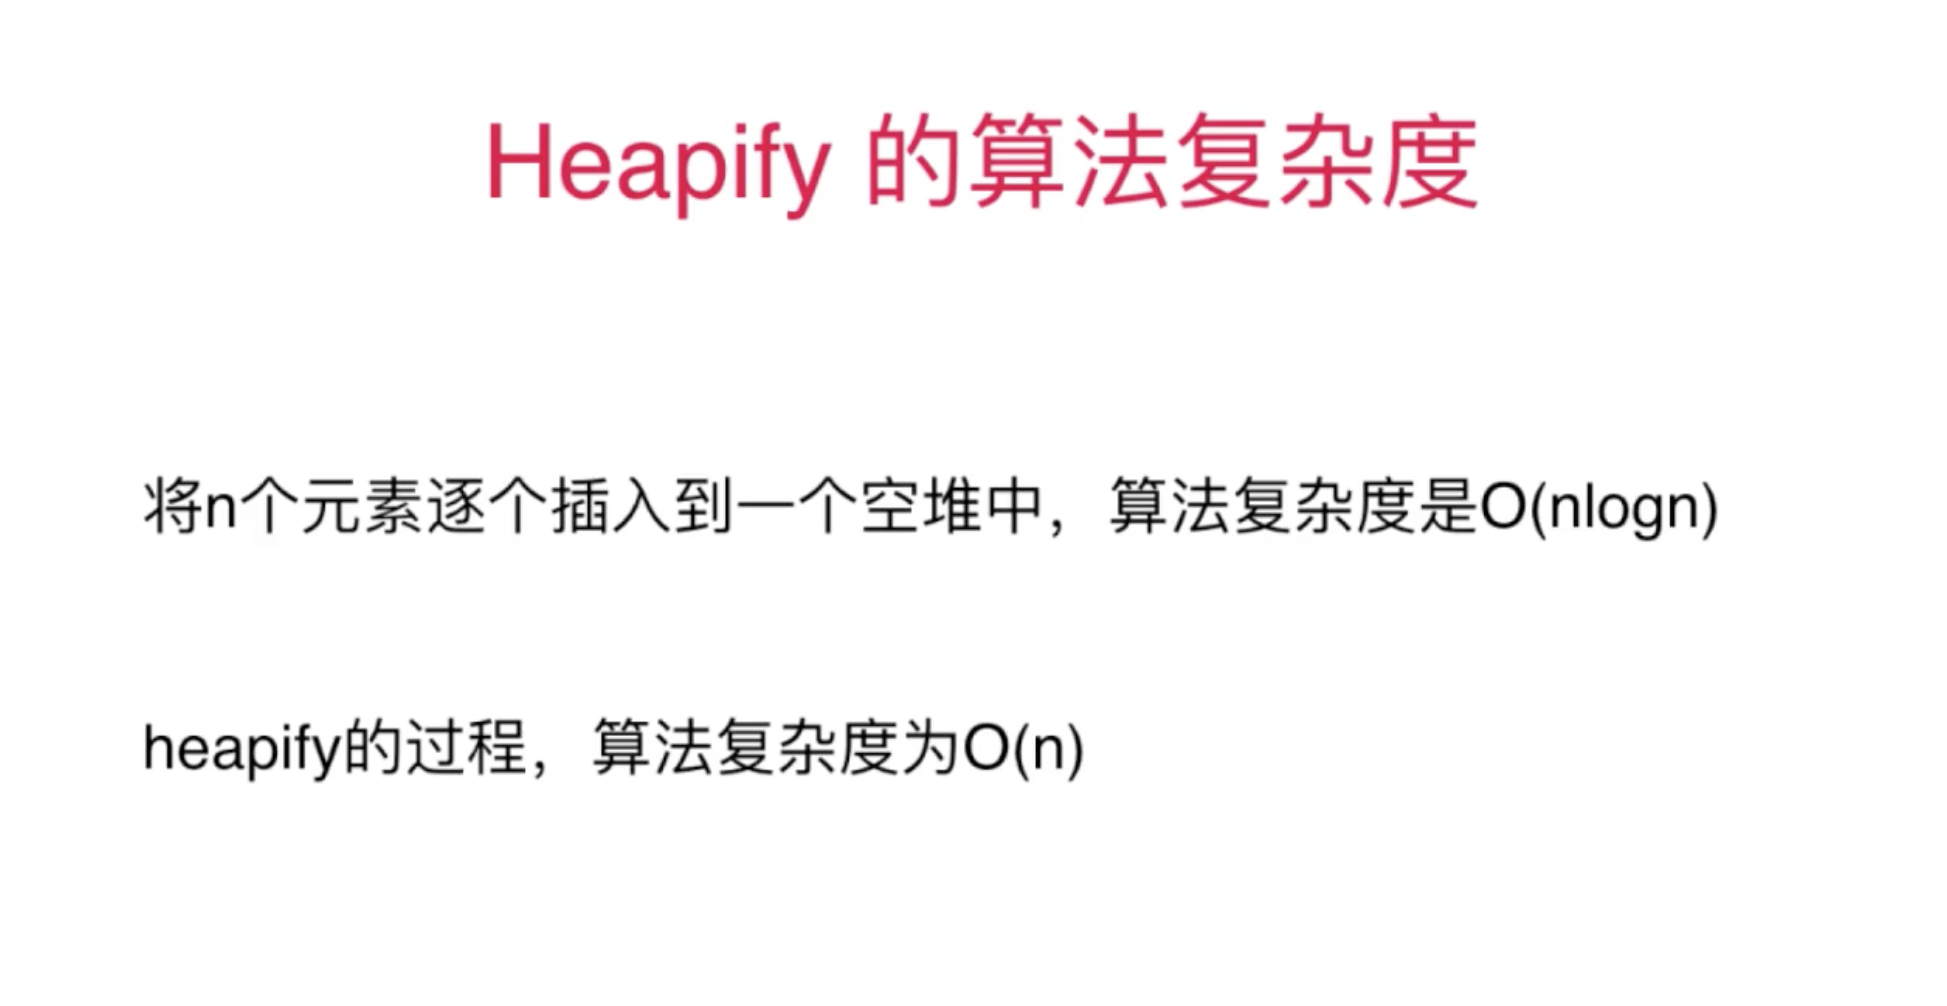 Heapify 的算法复杂度
将n个元素逐个插入到一个空堆中，算法复杂度是O(nlogn)
heapify的过程，算法复杂度为O(n)